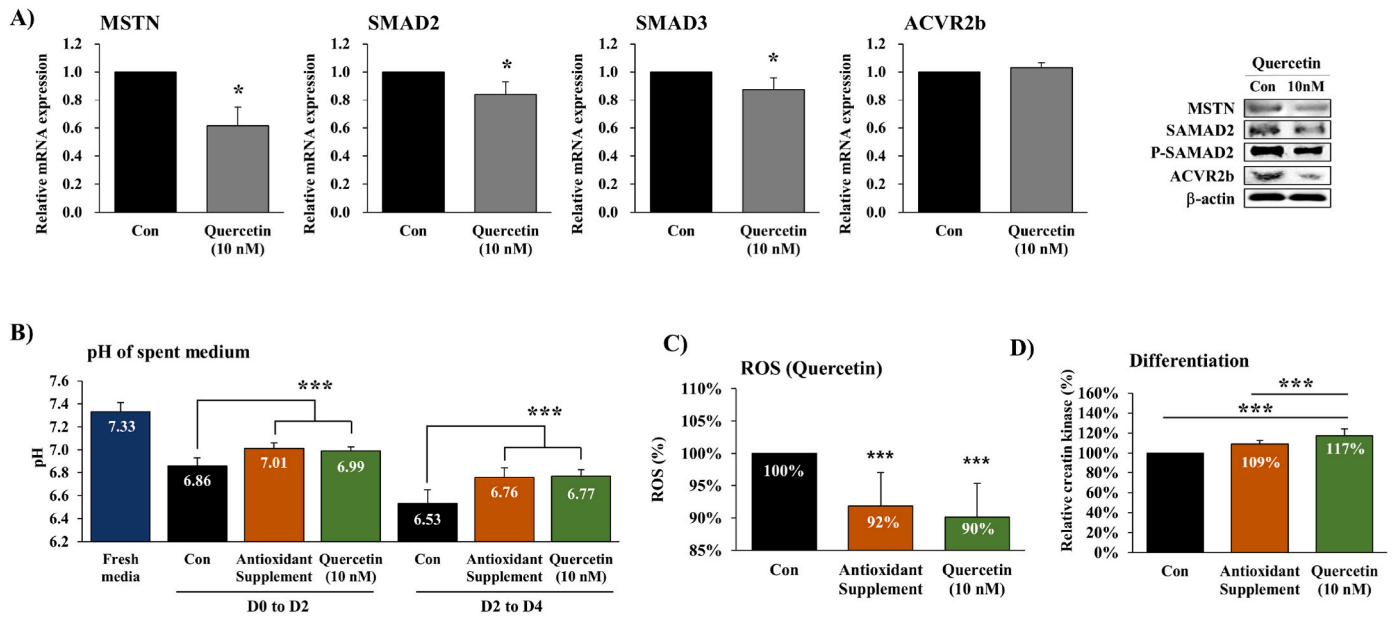 A)
MSTN
Relative mRNA expression
1.2
1.0
0.8
0.6
0.4
0.2
0.0
*
Con
Quercetin
(10 nM)
SMAD2
Relative mRNA expression
1.2
1.0
0.8
0.6
0.4
0.2
0.0
*
Con
Quercetin
(10 nM)
SMAD3
Relative mRNA expression
1.2
1.0
0.8
0.6
0.4
0.2
0.0
*
Con
Quercetin
(10 nM)
ACVR2b
Relative mRNA expression
1.2
1.0
0.8
0.6
0.4
0.2
0.0
Con
Quercetin
(10 nM)
Quercetin
Con 10nM
MSTN
SAMAD2
P-SAMAD2
ACVR2b
β-actin
B)
pH of spent medium
pH
7.6
7.4
7.2
7.0
6.8
6.6
6.4
6.2
***
***
7.33
6.86
7.01
6.99
6.53
6.76
6.77
Fresh
media
Con
Antioxidant
Supplement
Quercetin
(10 nM)
Con
Antioxidant
Supplement
Quercetin
(10 nM)
D0 to D2
D2 to D4
C)
ROS (Quercetin)
ROS (%)
110%
105%
100%
95%
90%
85%
***
***
100%
92%
90%
Con
Antioxidant
Supplement
Quercetin
(10 nM)
D)
Differentiation
Relative creatin kinase (%)
160%
140%
120%
100%
80%
60%
40%
20%
0%
***
***
109%
117%
Con
Antioxidant
Supplement
Quercetin
(10 nM)